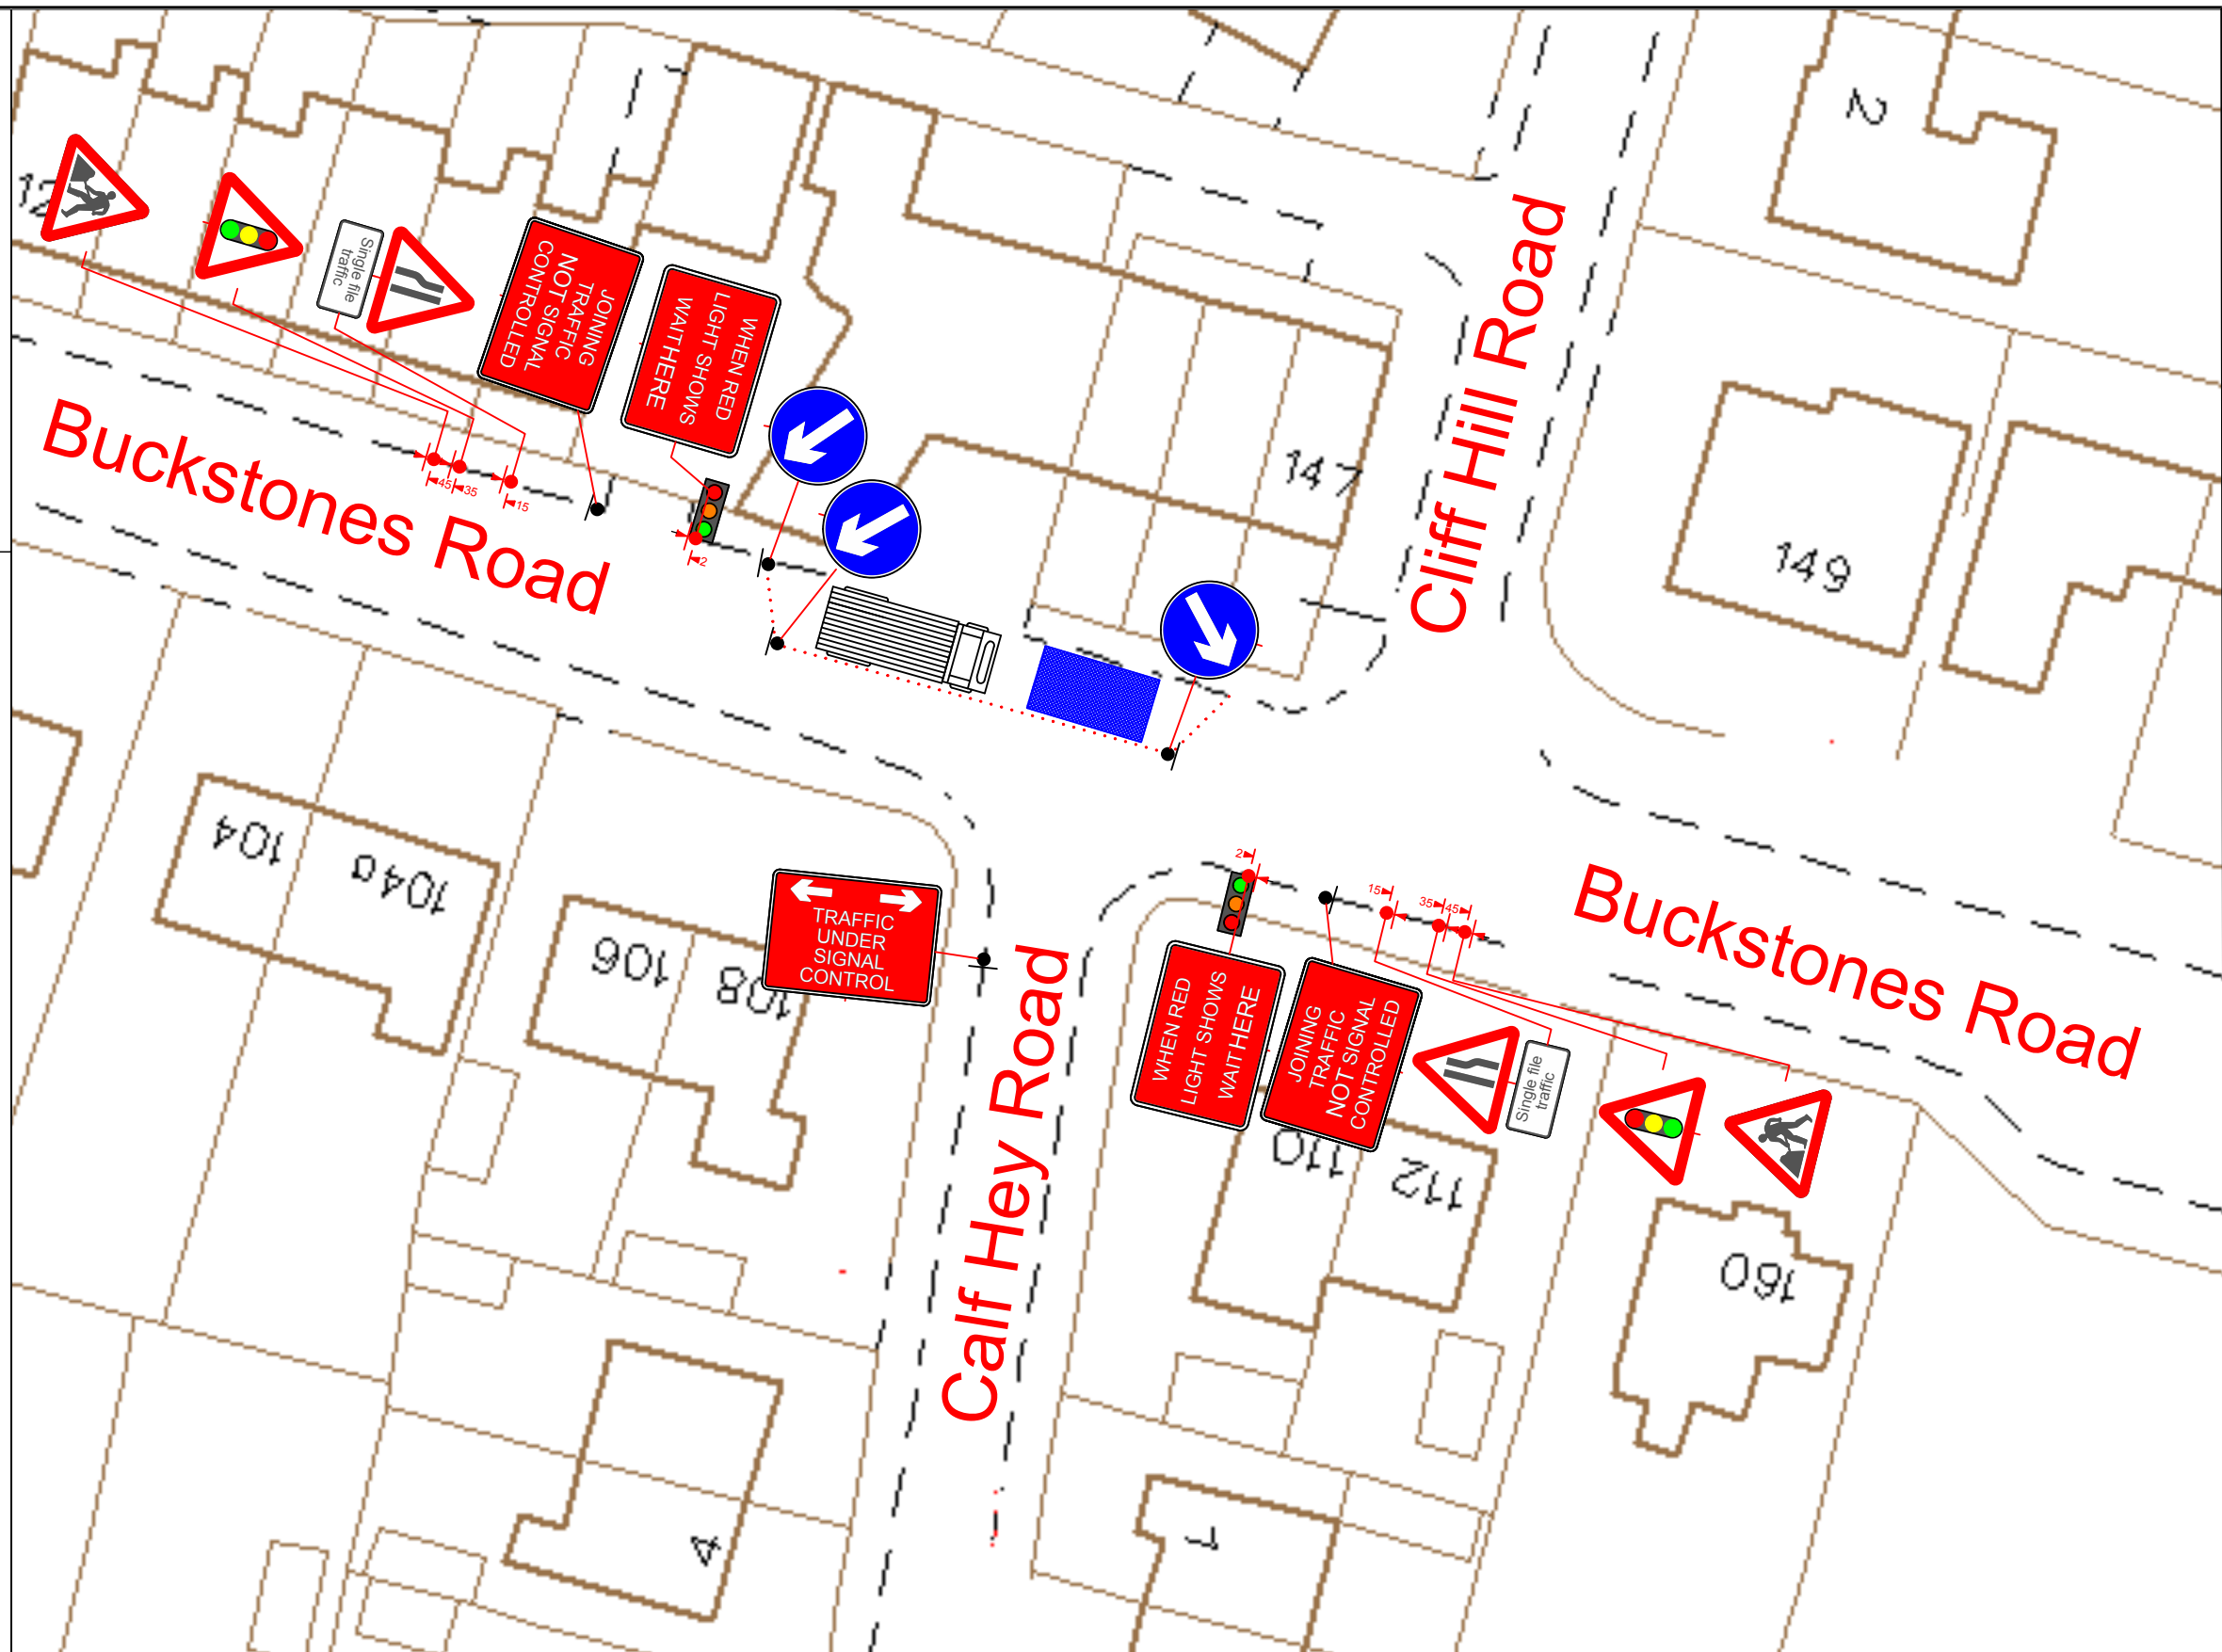 2
12
Single file
traffic
JOINING
TRAFFIC
NOT SIGNAL
CONTROLLED
WHEN RED
LIGHT SHOWS
WAIT HERE
Cliff Hill Road
147
149
Buckstones Road
45
35
15
2
104
104a
106
108
TRAFFIC
UNDER
SIGNAL
CONTROL
Calf Hey Road
2
15
35
45
Buckstones Road
WHEN RED
LIGHT SHOWS
WAIT HERE
JOINING
TRAFFIC
NOT SIGNAL
CONTROLLED
Single file
traffic
110
112
160
4
1